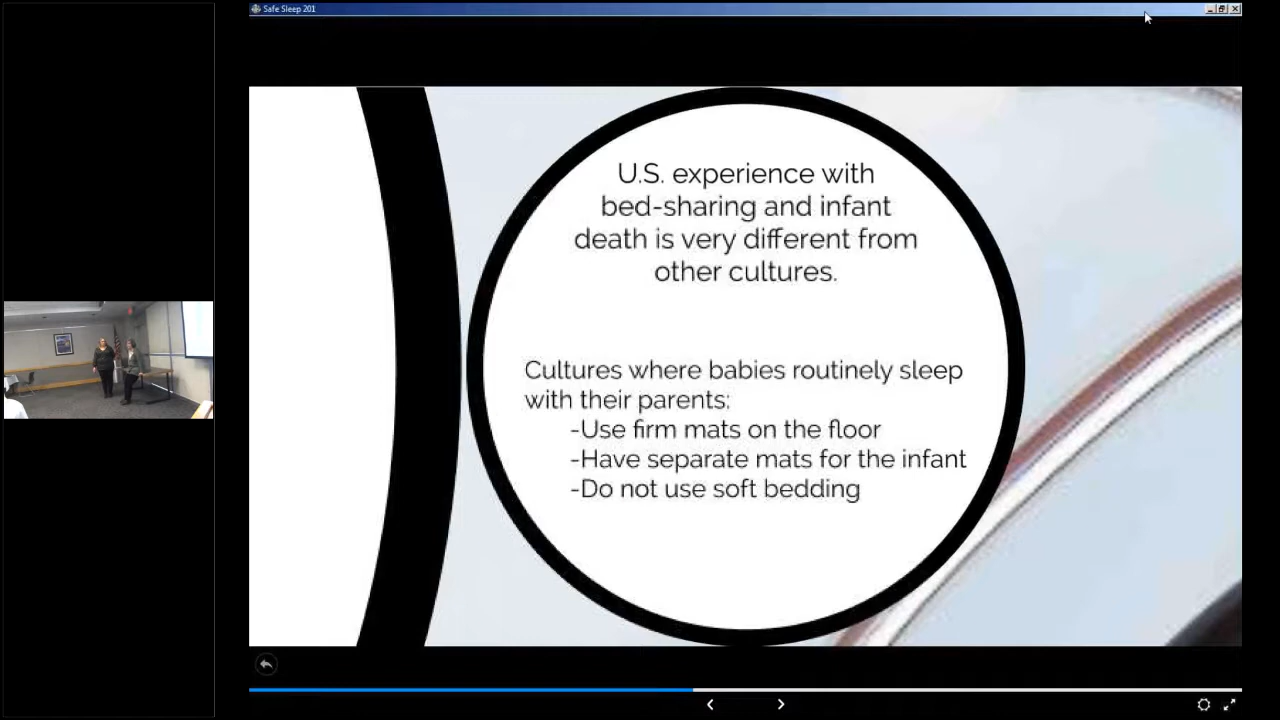 Safe Sleep 201
U.S. experience with
bed-sharing and infant
death is very different from
other cultures.
Cultures where babies routinely sleep
with their parents:
-Use firm mats on the floor
-Have separate mats for the infant
-Do not use soft bedding